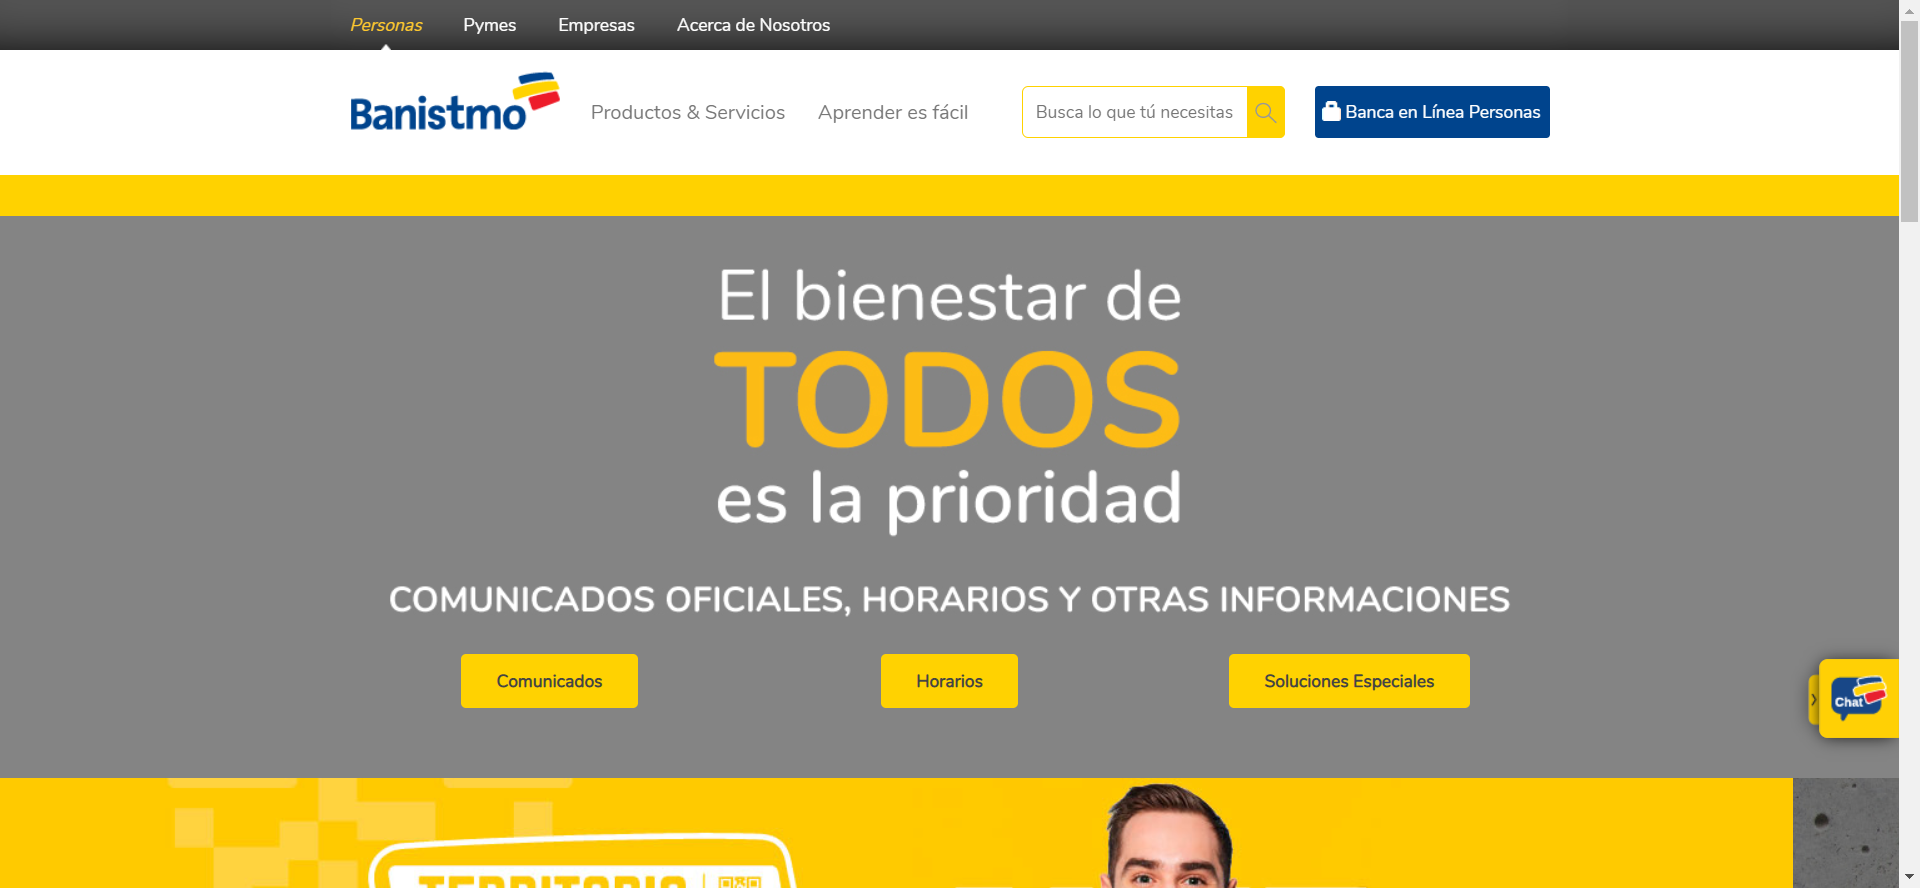 Personas Pymes Empresas Acerca de Nosotros
Banistmo Productos & Servicios Aprender es fácil Busca lo que tú necesitas Banca en Línea Personas
El bienestar de
TODOS
es la prioridad
COMUNICADOS OFICIALES, HORARIOS Y OTRAS INFORMACIONES
Comunicados Horarios Soluciones Especiales
Chat
TERRITORIO